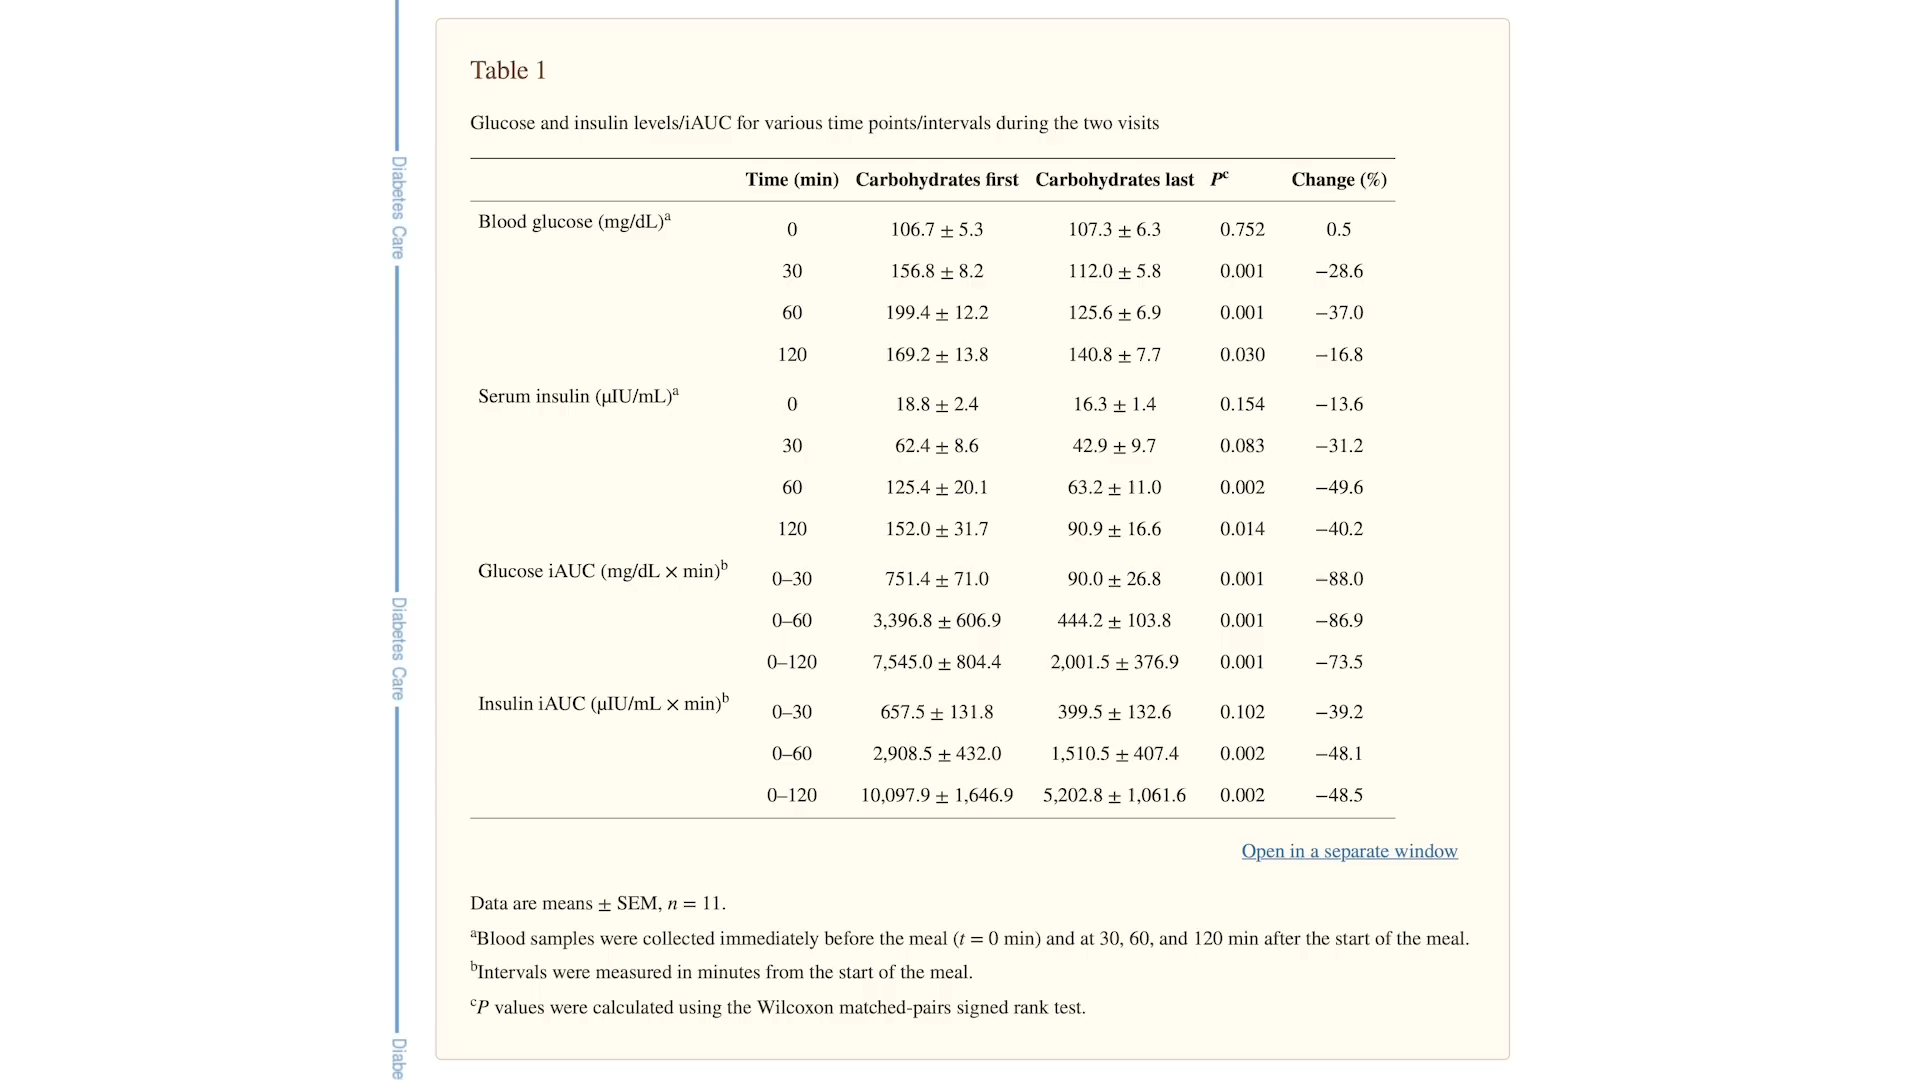 Table 1
Glucose and insulin levels/iAUC for various time points/intervals during the two visits
Time (min) Carbohydrates first Carbohydrates last Pᶜ Change (%)
Blood glucose (mg/dL)ᵃ 0 106.7 ± 5.3 107.3 ± 6.3 0.752 0.5
30 156.8 ± 8.2 112.0 ± 5.8 0.001 −28.6
60 199.4 ± 12.2 125.6 ± 6.9 0.001 −37.0
120 169.2 ± 13.8 140.8 ± 7.7 0.030 −16.8
Serum insulin (μIU/mL)ᵃ 0 18.8 ± 2.4 16.3 ± 1.4 0.154 −13.6
30 62.4 ± 8.6 42.9 ± 9.7 0.083 −31.2
60 125.4 ± 20.1 63.2 ± 11.0 0.002 −49.6
120 152.0 ± 31.7 90.9 ± 16.6 0.014 −40.2
Glucose iAUC (mg/dL × min)ᵇ 0–30 751.4 ± 71.0 90.0 ± 26.8 0.001 −88.0
0–60 3,396.8 ± 606.9 444.2 ± 103.8 0.001 −86.9
0–120 7,545.0 ± 804.4 2,001.5 ± 376.9 0.001 −73.5
Insulin iAUC (μIU/mL × min)ᵇ 0–30 657.5 ± 131.8 399.5 ± 132.6 0.102 −39.2
0–60 2,908.5 ± 432.0 1,510.5 ± 407.4 0.002 −48.1
0–120 10,097.9 ± 1,646.9 5,202.8 ± 1,061.6 0.002 −48.5
Open in a separate window
Data are means ± SEM, n = 11.
ᵃBlood samples were collected immediately before the meal (t = 0 min) and at 30, 60, and 120 min after the start of the meal.
ᵇIntervals were measured in minutes from the start of the meal.
ᶜP values were calculated using the Wilcoxon matched-pairs signed rank test.
Diabetes Care
Diabetes Care
Diabe